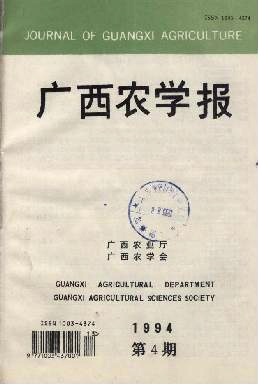 ISSN 1003-4374
JOURNAL OF GUANGXI AGRICULTURE
广西农学报
广西农业厅
广西农学会
GUANGXI AGRICULTURAL DEPARTMENT
GUANGXI AGRICULTURAL SCIENCES SOCIETY
ISSN 1003-4374
1994
第4期